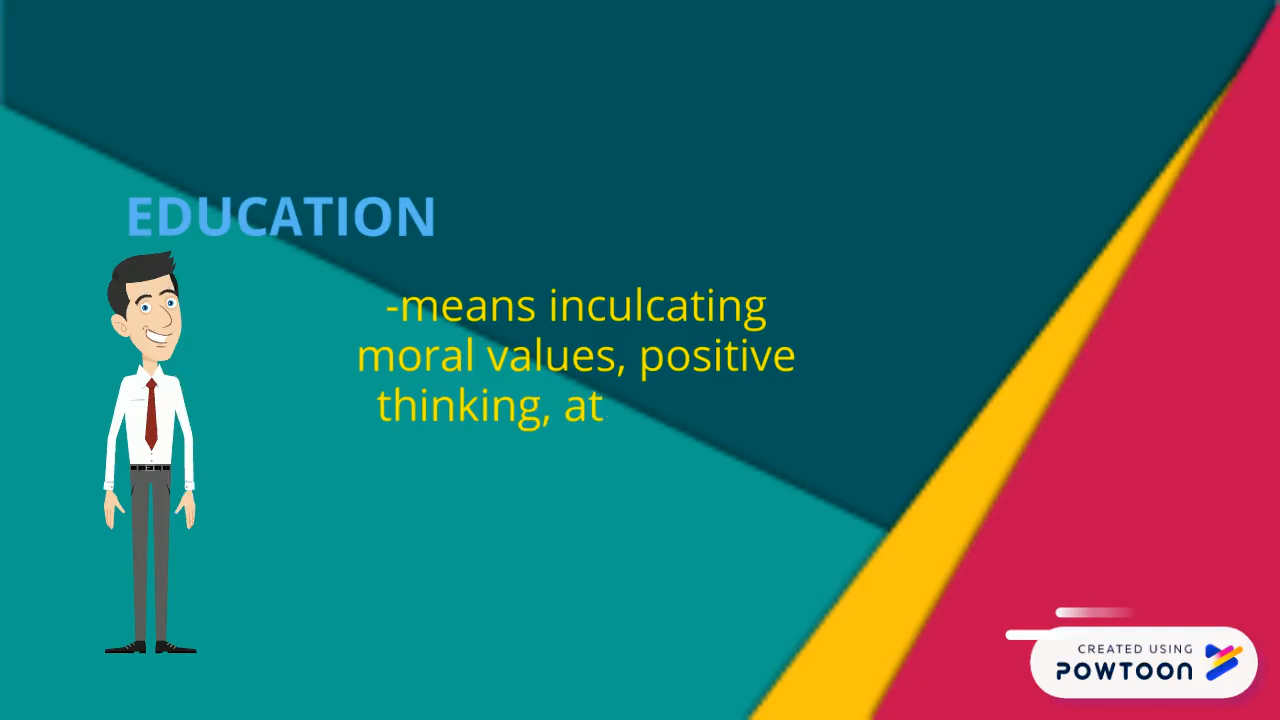 EDUCATION
-means inculcating
moral values, positive
thinking, at
CREATED USING
POWTOON